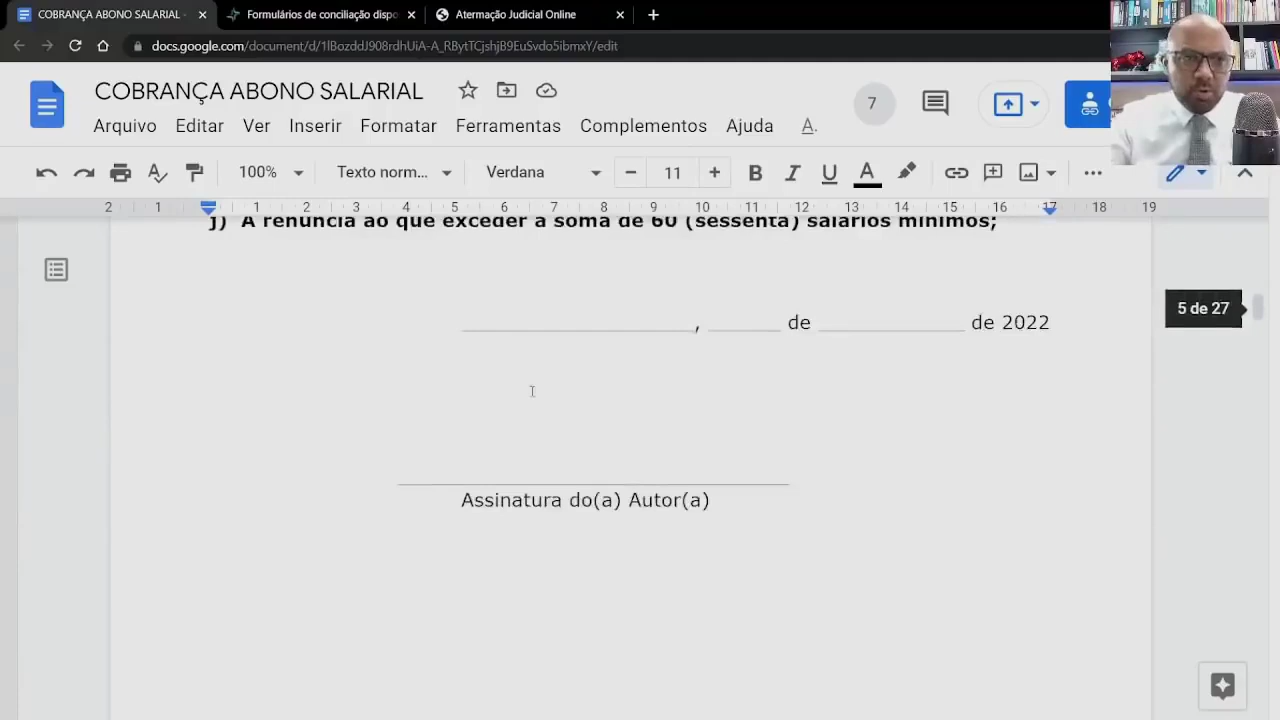 COBRANÇA ABONO SALARIAL -
Formulários de conciliação dispo
Atermação Judicial Online
docs.google.com/document/d/1lBozddJ908rdhUiA-A_RBytTCjshjB9EuSvdo5ibmxY/edit
COBRANÇA ABONO SALARIAL
7
Arquivo Editar Ver Inserir Formatar Ferramentas Complementos Ajuda A.
100% Texto norm... Verdana 11 B I U A
2 1 1 2 3 4 5 6 7 8 9 10 11 12 13 14 15 16 17 18 19
j) A renúncia ao que exceder a soma de 60 (sessenta) salários mínimos;
5 de 27
____________________, ______ de ____________ de 2022
Assinatura do(a) Autor(a)